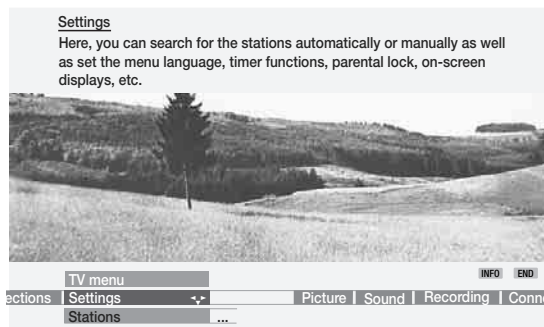 Settings
Here, you can search for the stations automatically or manually as well
as set the menu language, timer functions, parental lock, on-screen
displays, etc.
TV menu
INFO END
ections Settings Picture Sound Recording Conne
Stations ...